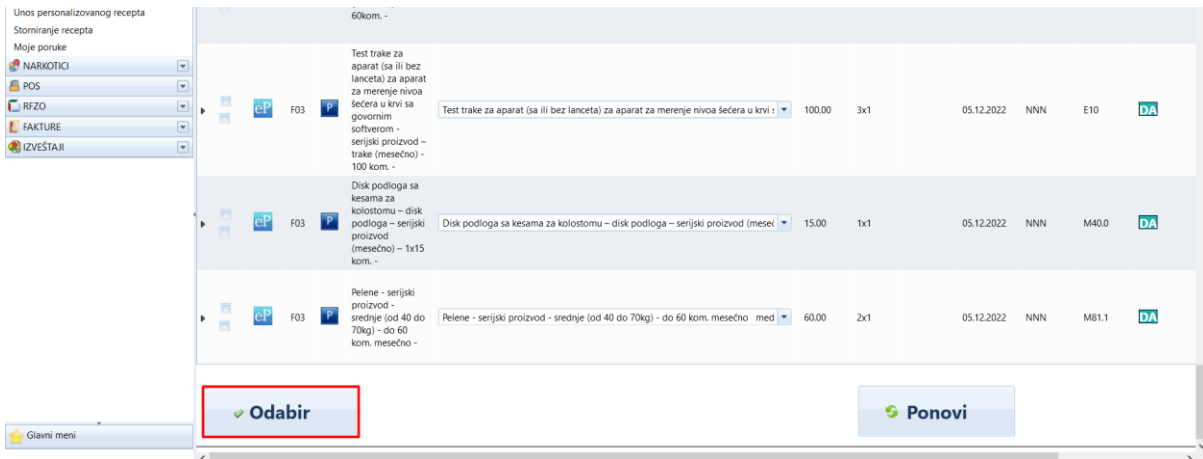 Unos personalizovanog recepta
Storniranje recepta
Moje poruke
NARKOTICI
POS
RFZO
FAKTURE
IZVEŠTAJI
Glavni meni
60kom. -
Test trake za
aparat (sa ili bez
lanceta) za aparat
za merenje nivoa
šećera u krvi sa
govornim
softverom -
serijski proizvod –
trake (mesečno) -
100 kom. -
eP F03 P Test trake za aparat (sa ili bez lanceta) za aparat za merenje nivoa šećera u krvi 100.00 3x1 05.12.2022 NNN E10 DA
Disk podloga sa
kesama za
kolostomu – disk
podloga – serijski
proizvod
(mesečno) – 1x15
kom. -
eP F03 P Disk podloga sa kesama za kolostomu – disk podloga – serijski proizvod (meseč 15.00 1x1 05.12.2022 NNN M40.0 DA
Pelene - serijski
proizvod -
srednje (od 40 do
70kg) - do 60
kom. mesečno -
eP F03 P Pelene - serijski proizvod - srednje (od 40 do 70kg) - do 60 kom. mesečno med 60.00 2x1 05.12.2022 NNN M81.1 DA
Odabir
Ponovi